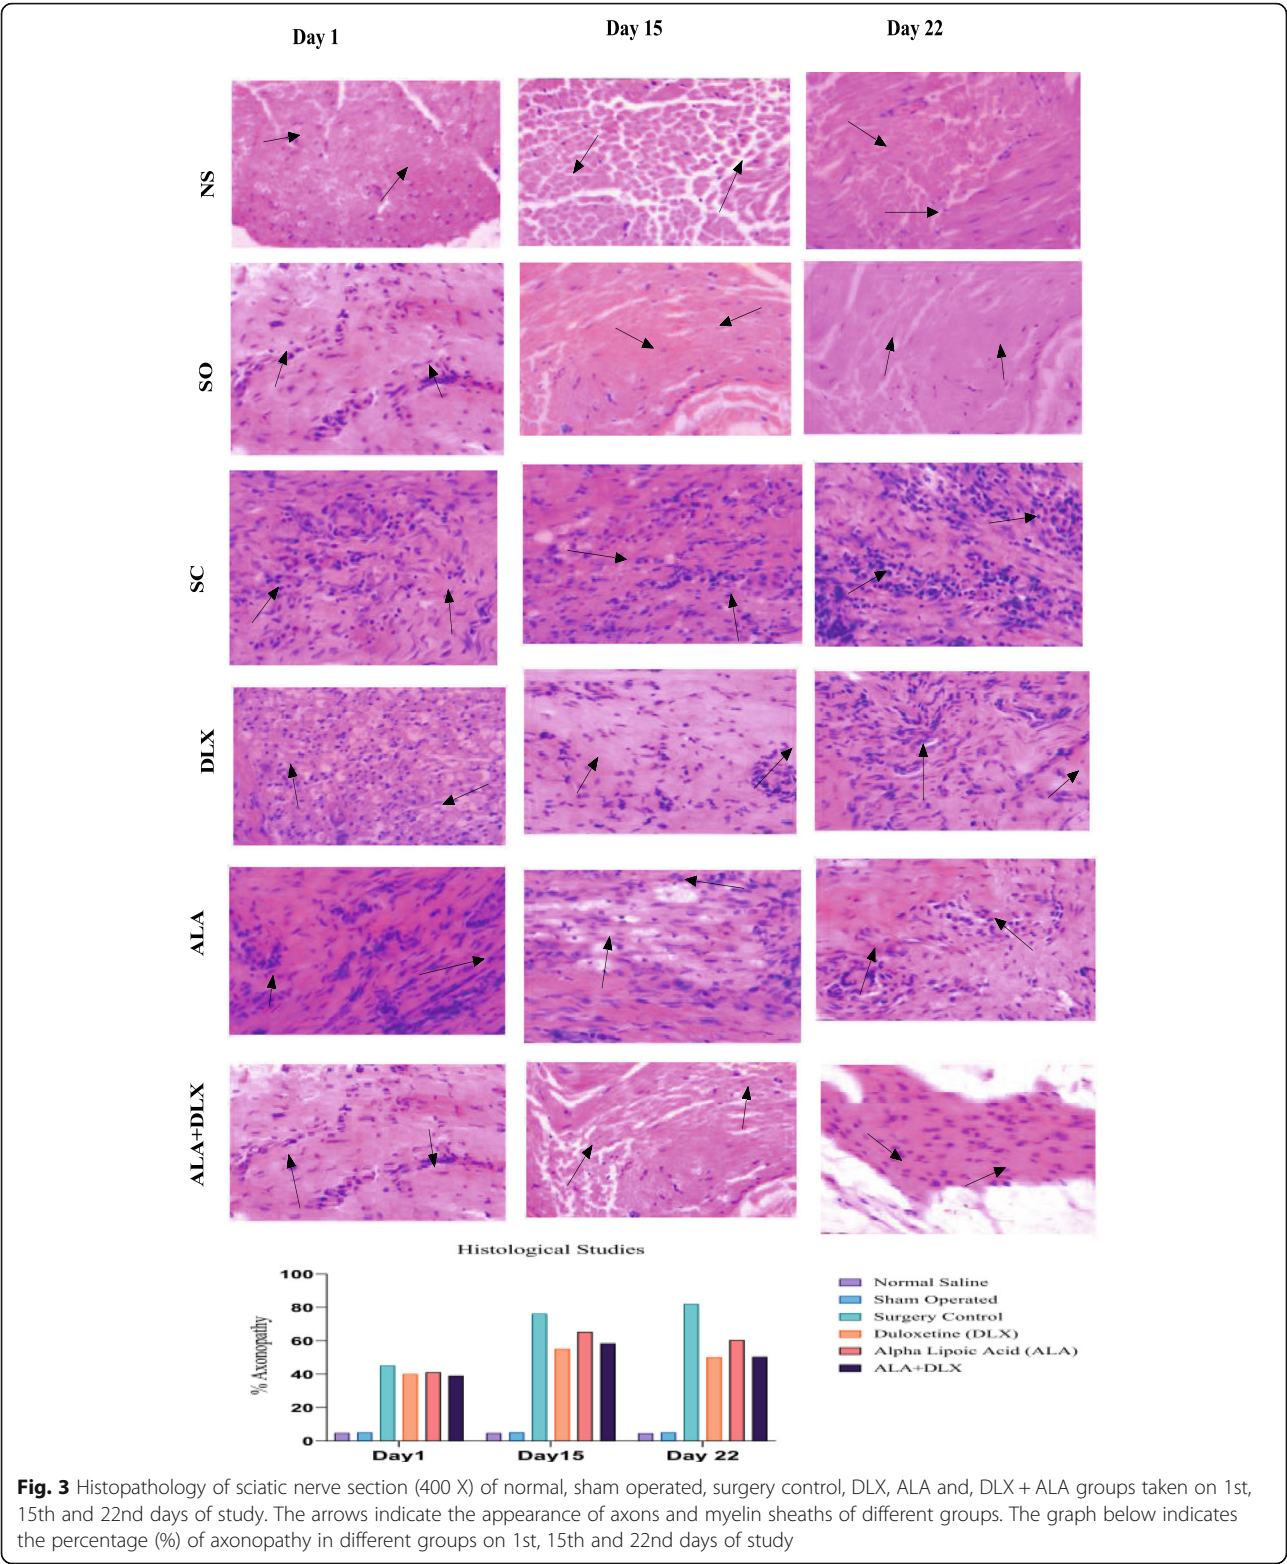 Day 1
Day 15
Day 22
NS
SO
SC
DLX
ALA
ALA+DLX
Histological Studies
% Axonopathy
100
80
60
40
20
0
Day1
Day15
Day 22
Normal Saline
Sham Operated
Surgery Control
Duloxetine (DLX)
Alpha Lipoic Acid (ALA)
ALA+DLX
Fig. 3 Histopathology of sciatic nerve section (400 X) of normal, sham operated, surgery control, DLX, ALA and, DLX + ALA groups taken on 1st,
15th and 22nd days of study. The arrows indicate the appearance of axons and myelin sheaths of different groups. The graph below indicates
the percentage (%) of axonopathy in different groups on 1st, 15th and 22nd days of study